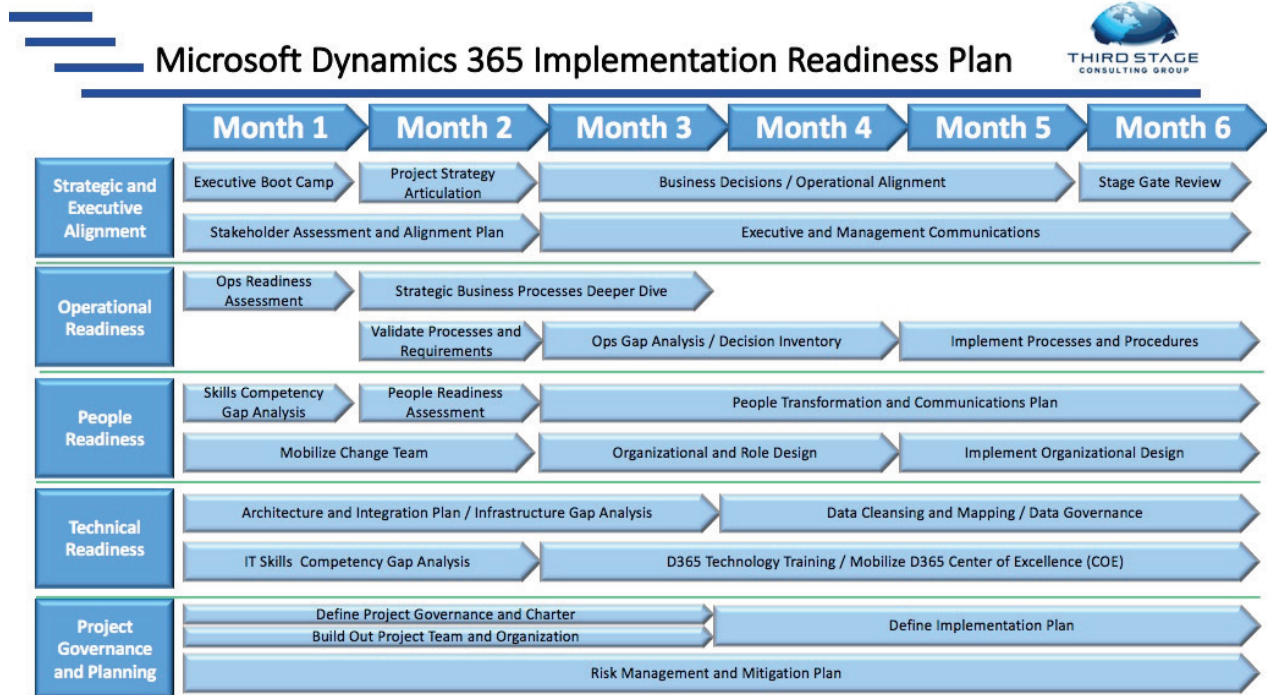 Microsoft Dynamics 365 Implementation Readiness Plan
THIRD STAGE
CONSULTING GROUP
Month 1
Month 2
Month 3
Month 4
Month 5
Month 6
Strategic and
Executive
Alignment
Executive Boot Camp
Project Strategy
Articulation
Business Decisions / Operational Alignment
Stage Gate Review
Stakeholder Assessment and Alignment Plan
Executive and Management Communications
Operational
Readiness
Ops Readiness
Assessment
Strategic Business Processes Deeper Dive
Validate Processes and
Requirements
Ops Gap Analysis / Decision Inventory
Implement Processes and Procedures
People
Readiness
Skills Competency
Gap Analysis
People Readiness
Assessment
People Transformation and Communications Plan
Mobilize Change Team
Organizational and Role Design
Implement Organizational Design
Technical
Readiness
Architecture and Integration Plan / Infrastructure Gap Analysis
Data Cleansing and Mapping / Data Governance
IT Skills Competency Gap Analysis
D365 Technology Training / Mobilize D365 Center of Excellence (COE)
Project
Governance
and Planning
Define Project Governance and Charter
Build Out Project Team and Organization
Define Implementation Plan
Risk Management and Mitigation Plan